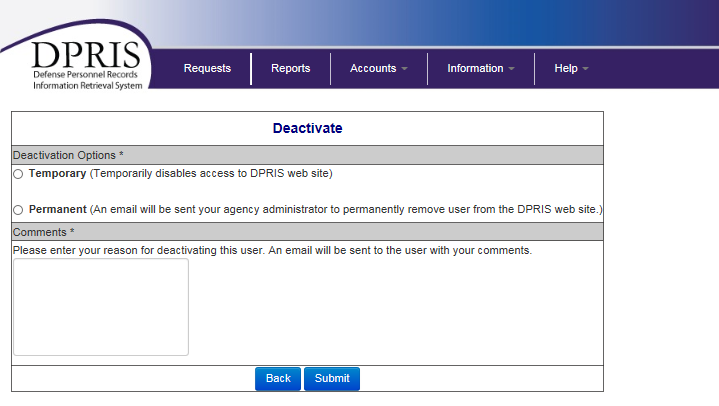 DPRIS
Defense Personnel Records
Information Retrieval System
Requests
Reports
Accounts
Information
Help
Deactivate
Deactivation Options *
Temporary (Temporarily disables access to DPRIS web site)
Permanent (An email will be sent your agency administrator to permanently remove user from the DPRIS web site.)
Comments *
Please enter your reason for deactivating this user. An email will be sent to the user with your comments.
Back
Submit